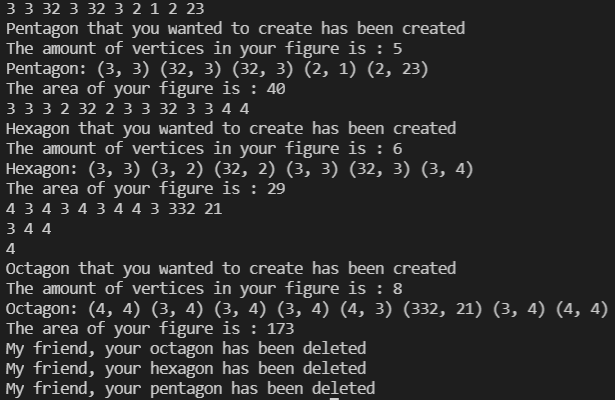 3 3 32 3 32 3 2 1 2 23
Pentagon that you wanted to create has been created
The amount of vertices in your figure is : 5
Pentagon: (3, 3) (32, 3) (32, 3) (2, 1) (2, 23)
The area of your figure is : 40
3 3 3 2 32 2 3 3 32 3 3 4 4
Hexagon that you wanted to create has been created
The amount of vertices in your figure is : 6
Hexagon: (3, 3) (3, 2) (32, 2) (3, 3) (32, 3) (3, 4)
The area of your figure is : 29
4 3 4 3 4 3 4 4 3 332 21
3 4 4
4
Octagon that you wanted to create has been created
The amount of vertices in your figure is : 8
Octagon: (4, 4) (3, 4) (3, 4) (3, 4) (4, 3) (332, 21) (3, 4) (4, 4)
The area of your figure is : 173
My friend, your octagon has been deleted
My friend, your hexagon has been deleted
My friend, your pentagon has been deleted